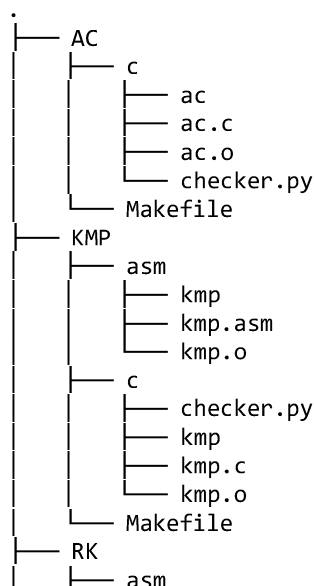 .
├── AC
│   ├── c
│   │   ├── ac
│   │   ├── ac.c
│   │   ├── ac.o
│   │   └── checker.py
│   └── Makefile
├── KMP
│   ├── asm
│   │   ├── kmp
│   │   ├── kmp.asm
│   │   └── kmp.o
│   ├── c
│   │   ├── checker.py
│   │   ├── kmp
│   │   ├── kmp.c
│   │   └── kmp.o
│   └── Makefile
├── RK
│   ├── asm